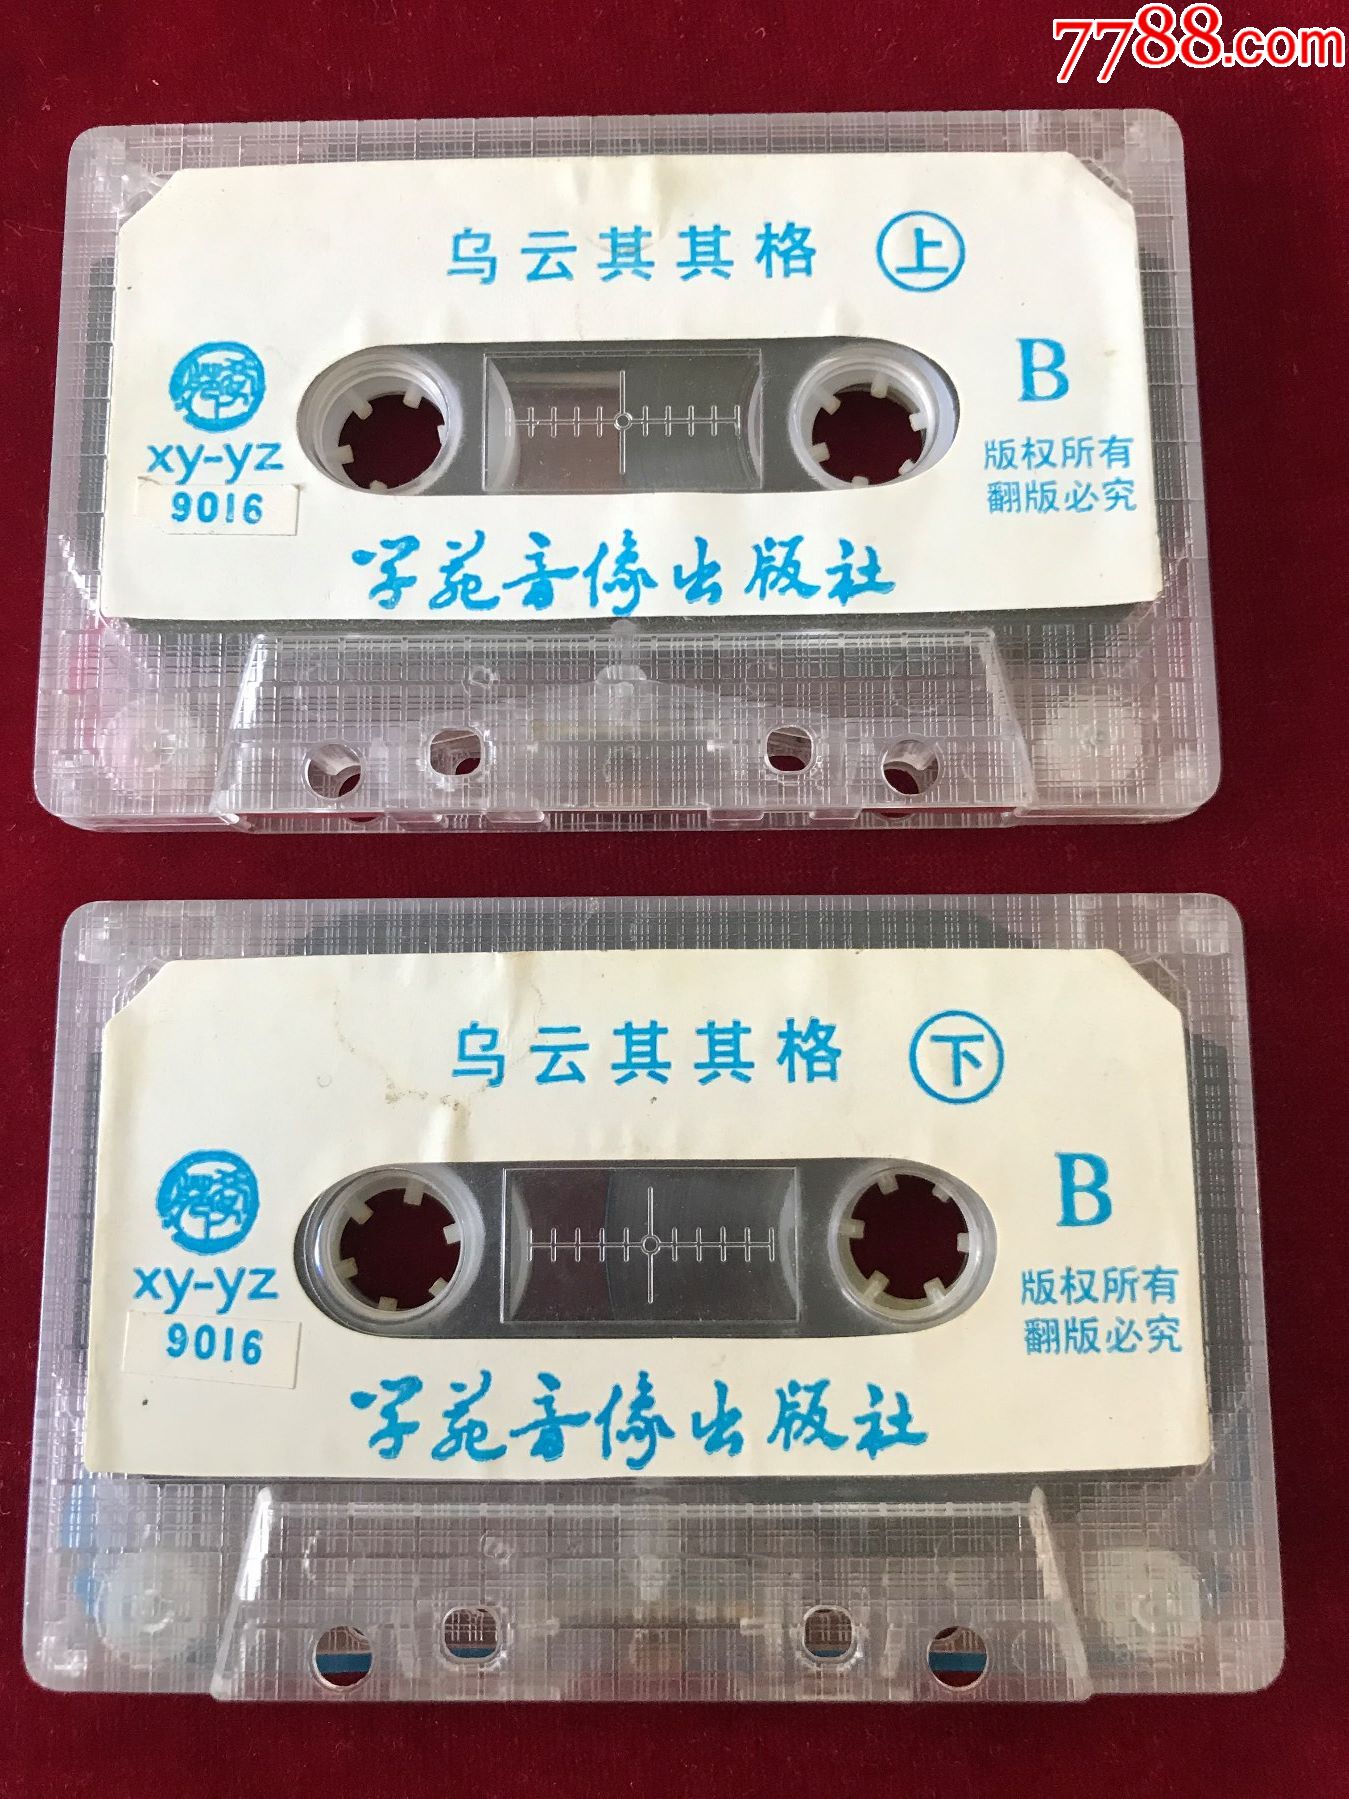 7788.com
乌云其其格 上
B
xy-yz
9016
版权所有
翻版必究
学苑音像出版社
乌云其其格 下
B
xy-yz
9016
版权所有
翻版必究
学苑音像出版社